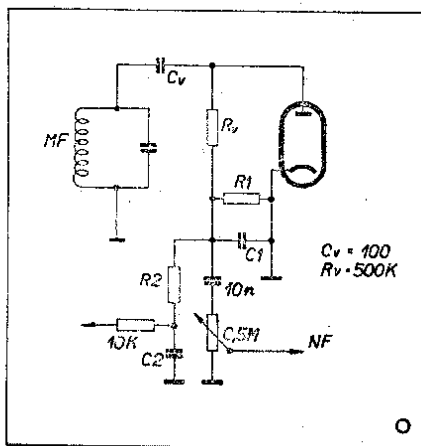 Cv
MF
Rv
R1
C1
Cv = 100
Rv = 500K
R2
10n
10K
0,5M
C2
NF
O